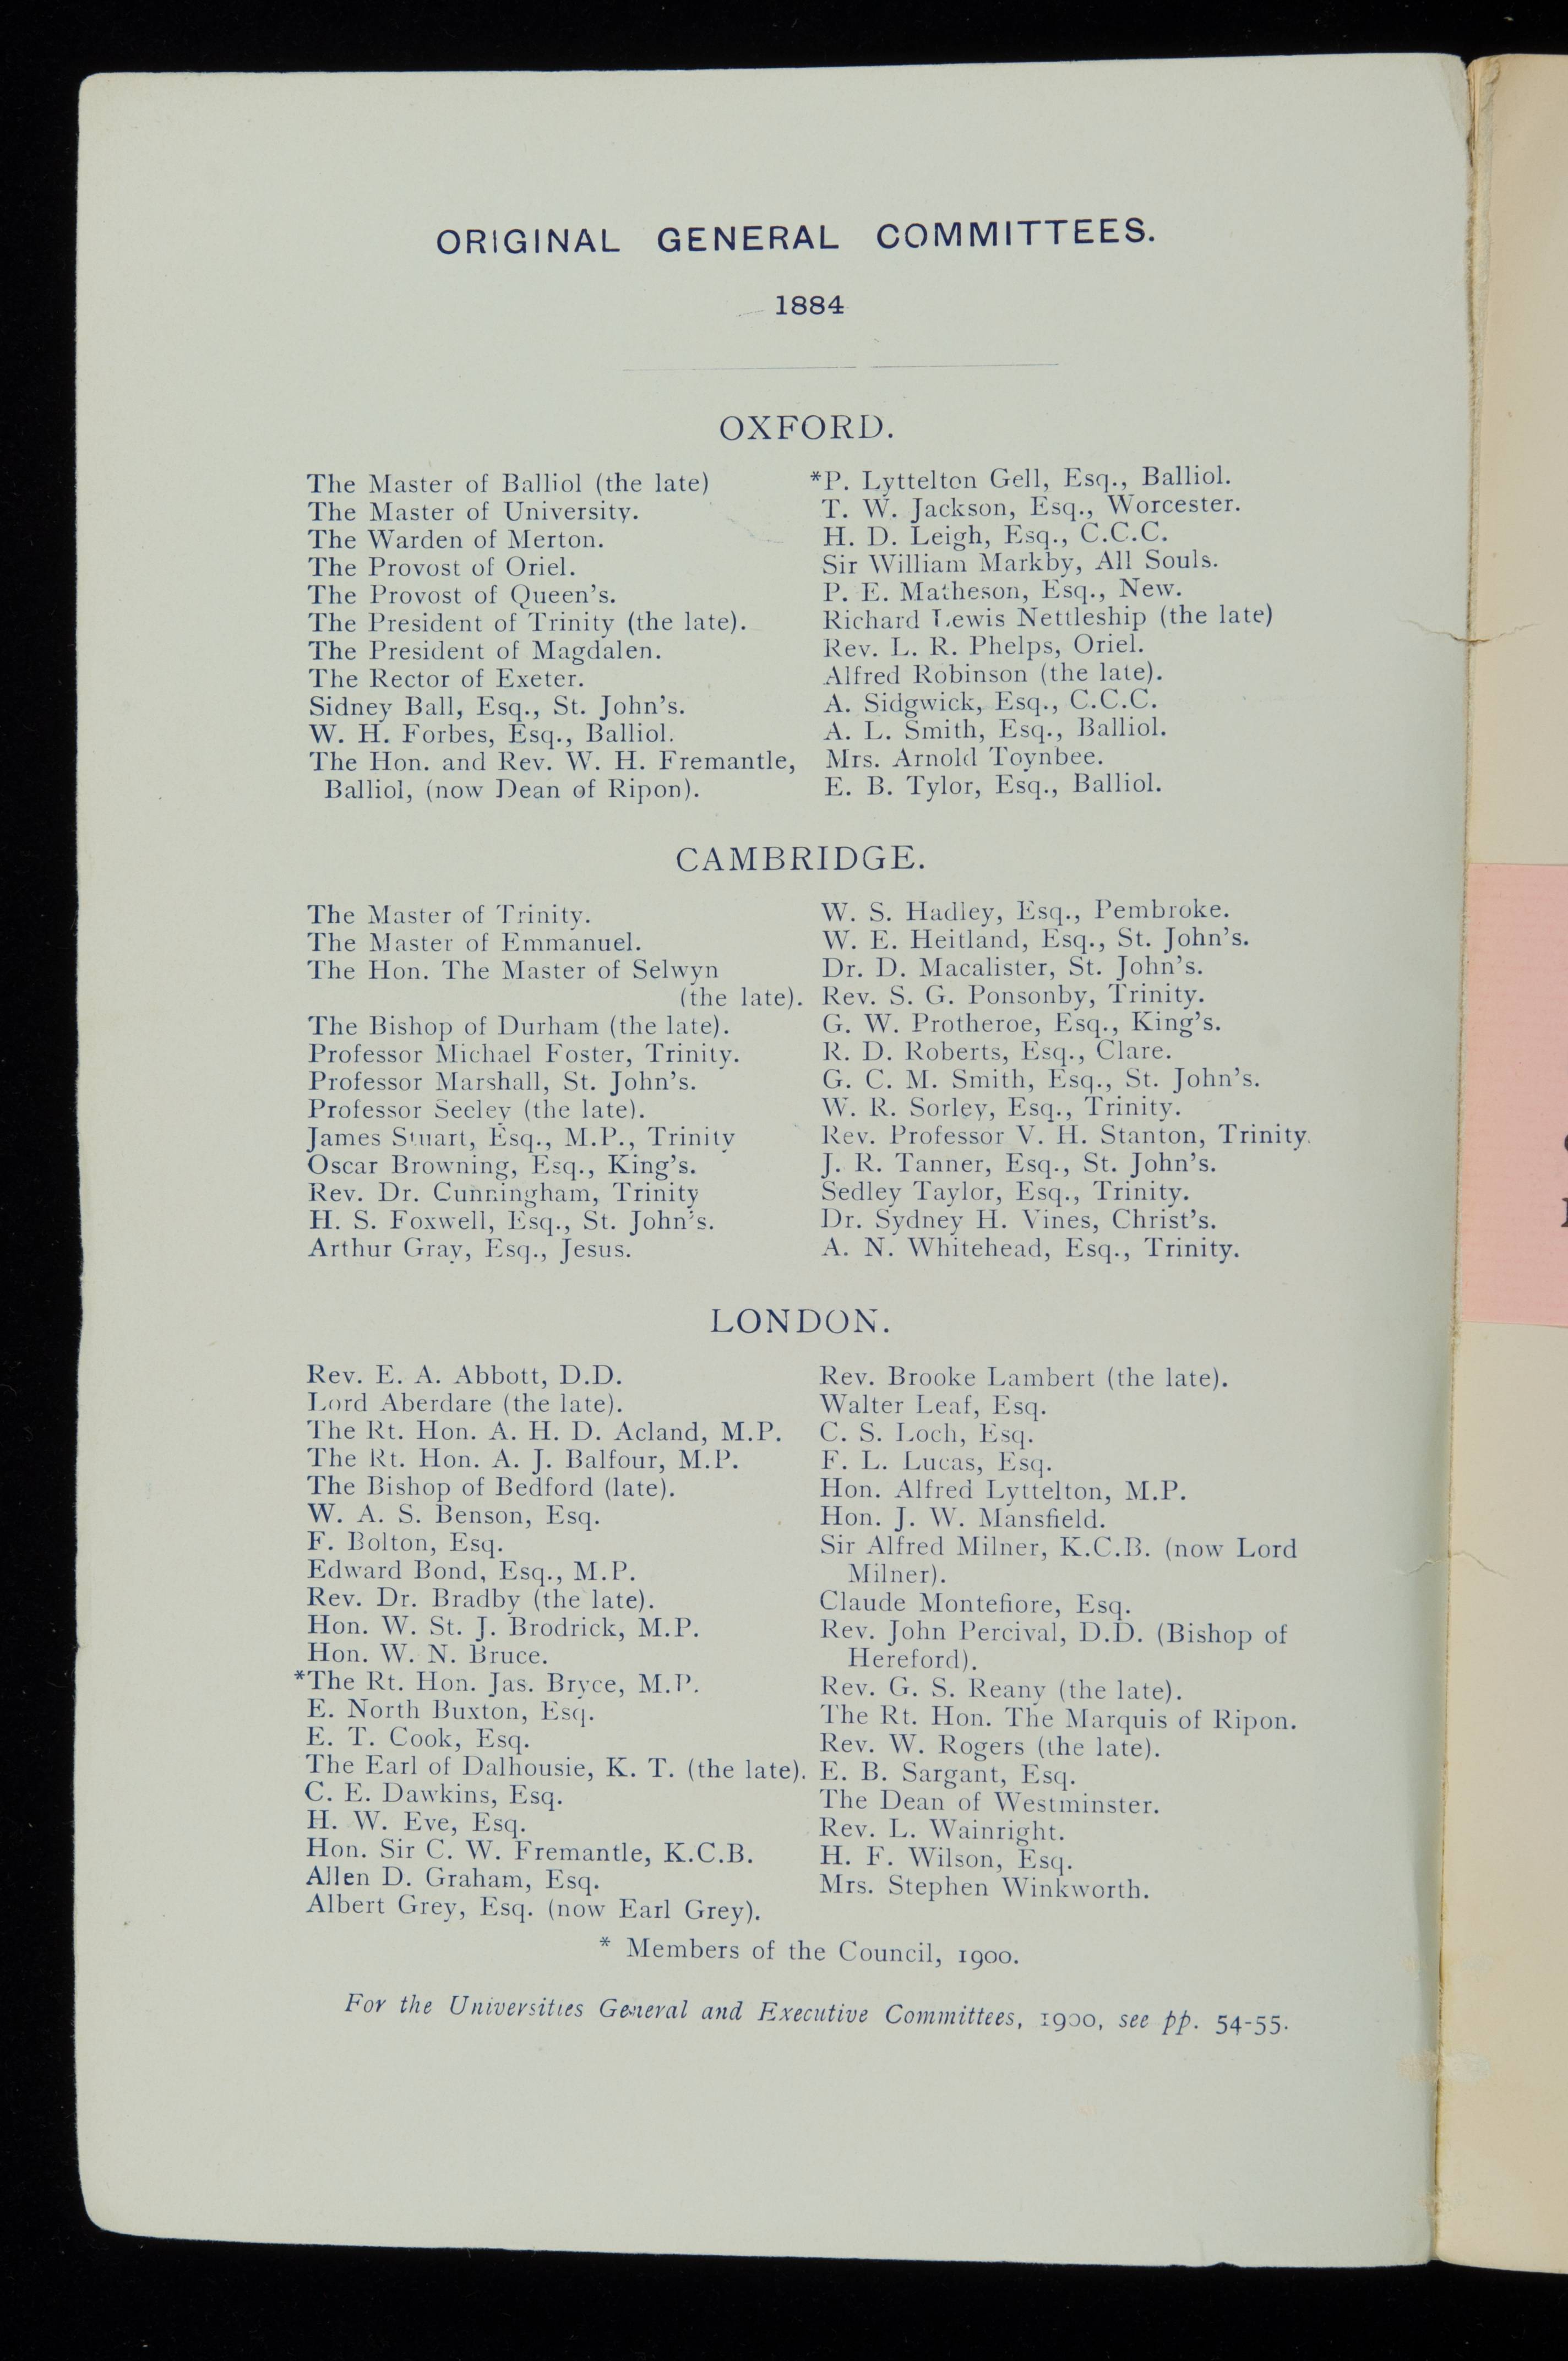 ORIGINAL GENERAL COMMITTEES.
1884
OXFORD.
The Master of Balliol (the late)
The Master of University.
The Warden of Merton.
The Provost of Oriel.
The Provost of Queen's.
The President of Trinity (the late).
The President of Magdalen.
The Rector of Exeter.
Sidney Ball, Esq., St. John's.
W. H. Forbes, Esq., Balliol.
The Hon. and Rev. W. H. Fremantle,
Balliol, (now Dean of Ripon).
*P. Lyttelton Gell, Esq., Balliol.
T. W. Jackson, Esq., Worcester.
H. D. Leigh, Esq., C.C.C.
Sir William Markby, All Souls.
P. E. Matheson, Esq., New.
Richard Lewis Nettleship (the late)
Rev. L. R. Phelps, Oriel.
Alfred Robinson (the late).
A. Sidgwick, Esq., C.C.C.
A. L. Smith, Esq., Balliol.
Mrs. Arnold Toynbee.
E. B. Tylor, Esq., Balliol.
CAMBRIDGE.
The Master of Trinity.
The Master of Emmanuel.
The Hon. The Master of Selwyn
(the late).
The Bishop of Durham (the late).
Professor Michael Foster, Trinity.
Professor Marshall, St. John's.
Professor Seeley (the late).
James Stuart, Esq., M.P., Trinity
Oscar Browning, Esq., King's.
Rev. Dr. Cunningham, Trinity
H. S. Foxwell, Esq., St. John's.
Arthur Gray, Esq., Jesus.
W. S. Hadley, Esq., Pembroke.
W. E. Heitland, Esq., St. John's.
Dr. D. Macalister, St. John's.
Rev. S. G. Ponsonby, Trinity.
G. W. Protheroe, Esq., King's.
R. D. Roberts, Esq., Clare.
G. C. M. Smith, Esq., St. John's.
W. R. Sorley, Esq., Trinity.
Rev. Professor V. H. Stanton, Trinity.
J. R. Tanner, Esq., St. John's.
Sedley Taylor, Esq., Trinity.
Dr. Sydney H. Vines, Christ's.
A. N. Whitehead, Esq., Trinity.
LONDON.
Rev. E. A. Abbott, D.D.
Lord Aberdare (the late).
The Rt. Hon. A. H. D. Acland, M.P.
The Rt. Hon. A. J. Balfour, M.P.
The Bishop of Bedford (late).
W. A. S. Benson, Esq.
F. Bolton, Esq.
Edward Bond, Esq., M.P.
Rev. Dr. Bradby (the late).
Hon. W. St. J. Brodrick, M.P.
Hon. W. N. Bruce.
*The Rt. Hon. Jas. Bryce, M.P.
E. North Buxton, Esq.
E. T. Cook, Esq.
The Earl of Dalhousie, K. T. (the late).
C. E. Dawkins, Esq.
H. W. Eve, Esq.
Hon. Sir C. W. Fremantle, K.C.B.
Allen D. Graham, Esq.
Albert Grey, Esq. (now Earl Grey).
Rev. Brooke Lambert (the late).
Walter Leaf, Esq.
C. S. Loch, Esq.
F. L. Lucas, Esq.
Hon. Alfred Lyttelton, M.P.
Hon. J. W. Mansfield.
Sir Alfred Milner, K.C.B. (now Lord
Milner).
Claude Montefiore, Esq.
Rev. John Percival, D.D. (Bishop of
Hereford).
Rev. G. S. Reany (the late).
The Rt. Hon. The Marquis of Ripon.
Rev. W. Rogers (the late).
E. B. Sargant, Esq.
The Dean of Westminster.
Rev. L. Wainright.
H. F. Wilson, Esq.
Mrs. Stephen Winkworth.
* Members of the Council, 1900.
For the Universities General and Executive Committees, 1900, see pp. 54-55.